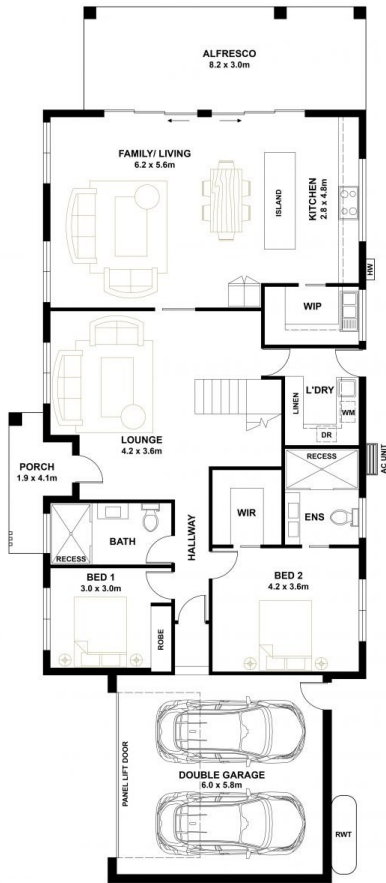 ALFRESCO
8.2 x 3.0m
FAMILY/ LIVING
6.2 x 5.6m
ISLAND
KITCHEN
2.8 x 4.8m
HW
WIP
LOUNGE
4.2 x 3.6m
LINEN
L'DRY
WM
DR
AC UNIT
PORCH
1.9 x 4.1m
RECESS
BATH
RECESS
HALLWAY
WIR
ENS
BED 1
3.0 x 3.0m
ROBE
BED 2
4.2 x 3.6m
PANEL LIFT DOOR
DOUBLE GARAGE
6.0 x 5.8m
RWT